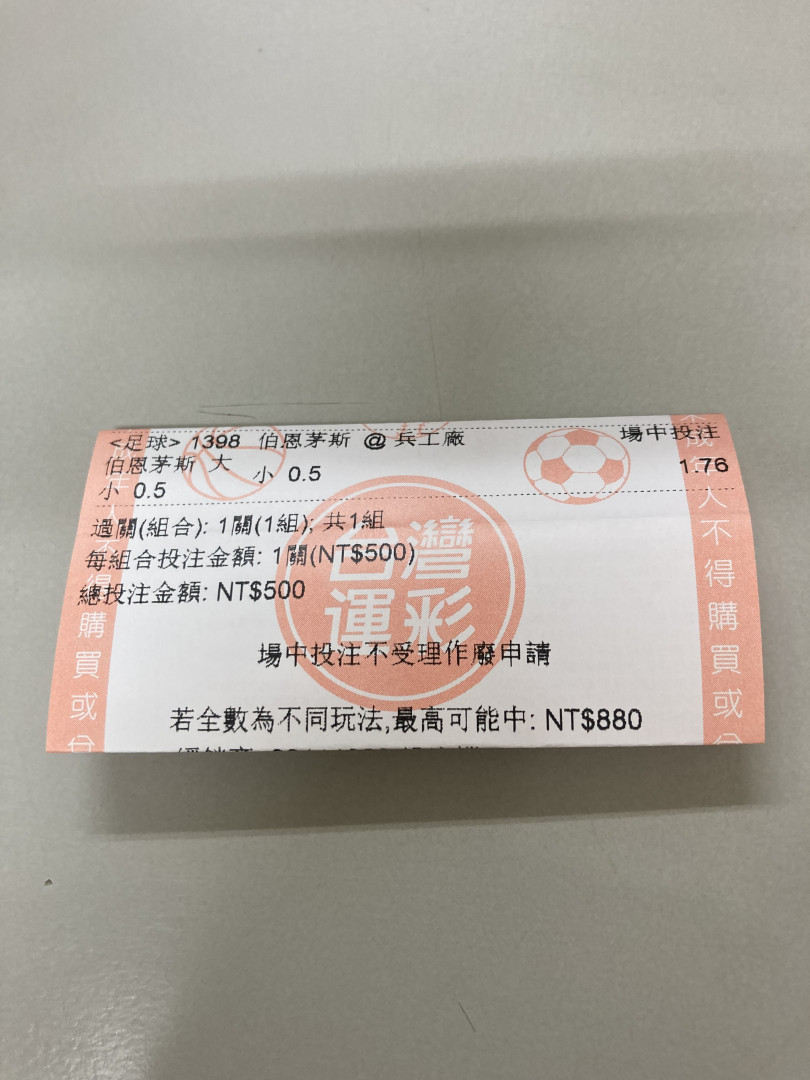 <足球> 1398 伯恩茅斯 @ 兵工廠 場中投注
伯恩茅斯 大 小 0.5 1.76
小 0.5
過關(組合): 1關(1組); 共1組
每組合投注金額: 1關(NT$500)
總投注金額: NT$500
台灣
運彩
場中投注不受理作廢申請
若全數為不同玩法,最高可能中: NT$880
得購買或
成年人不得購買或